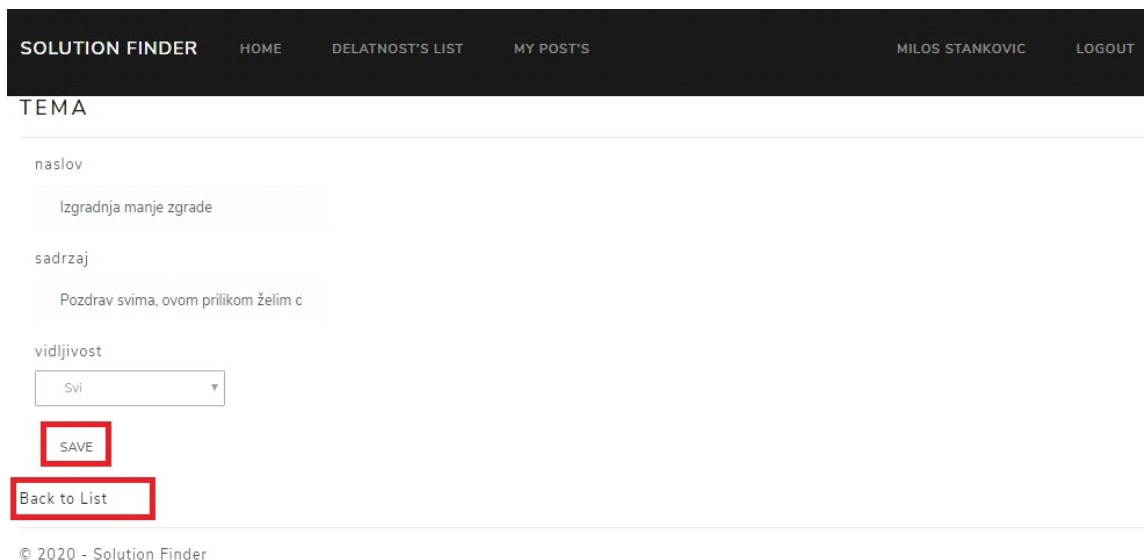 SOLUTION FINDER HOME DELATNOST'S LIST MY POST'S MILOS STANKOVIC LOGOUT
TEMA
naslov
Izgradnja manje zgrade
sadrzaj
Pozdrav svima, ovom prilikom želim
vidljivost
Svi
SAVE
Back to List
© 2020 - Solution Finder